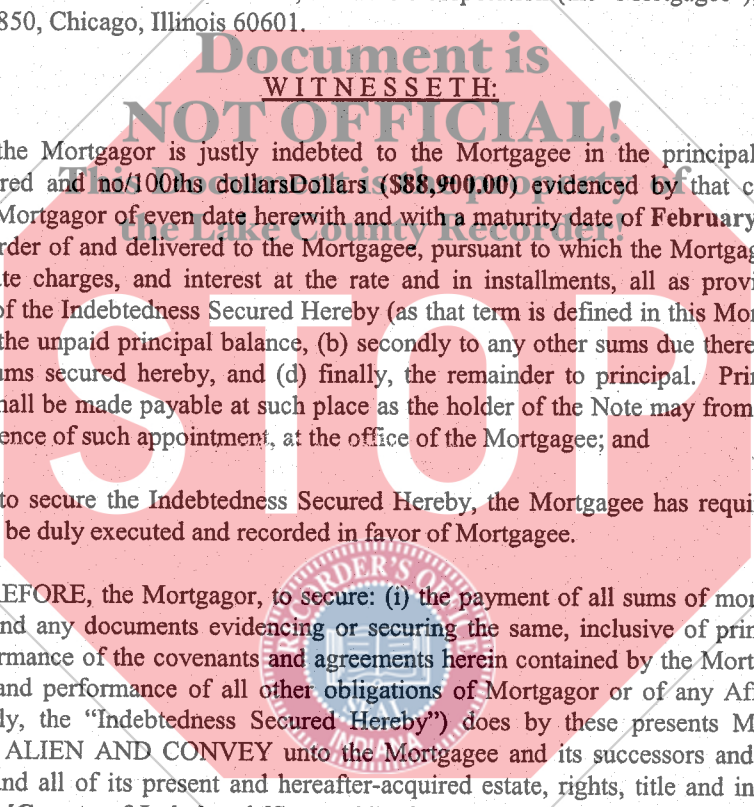 850, Chicago, Illinois 60601.
Document is
W I T N E S S E T H:
NOT OFFICIAL!
the Mortgagor is justly indebted to the Mortgagee in the principal
This Document is the property of
red and no/100ths dollarsDollars ($88,900.00) evidenced by that c
Mortgagor of even date herewith and with a maturity date of February
the Lake County Recorder!
rder of and delivered to the Mortgagee, pursuant to which the Mortgag
te charges, and interest at the rate and in installments, all as provi
STOP
of the Indebtedness Secured Hereby (as that term is defined in this Mor
the unpaid principal balance, (b) secondly to any other sums due there
ums secured hereby, and (d) finally, the remainder to principal. Prin
hall be made payable at such place as the holder of the Note may from
ence of such appointment, at the office of the Mortgagee; and
to secure the Indebtedness Secured Hereby, the Mortgagee has requi
be duly executed and recorded in favor of Mortgagee.
RECORDER'S OFFICE
EFORE, the Mortgagor, to secure: (i) the payment of all sums of mon
nd any documents evidencing or securing the same, inclusive of prin
rmance of the covenants and agreements herein contained by the Mort
and performance of all other obligations of Mortgagor or of any Aff
SEAL
ly, the “Indebtedness Secured Hereby”) does by these presents M
INDIANA
ALIEN AND CONVEY unto the Mortgagee and its successors and
nd all of its present and hereafter-acquired estate, rights, title and in